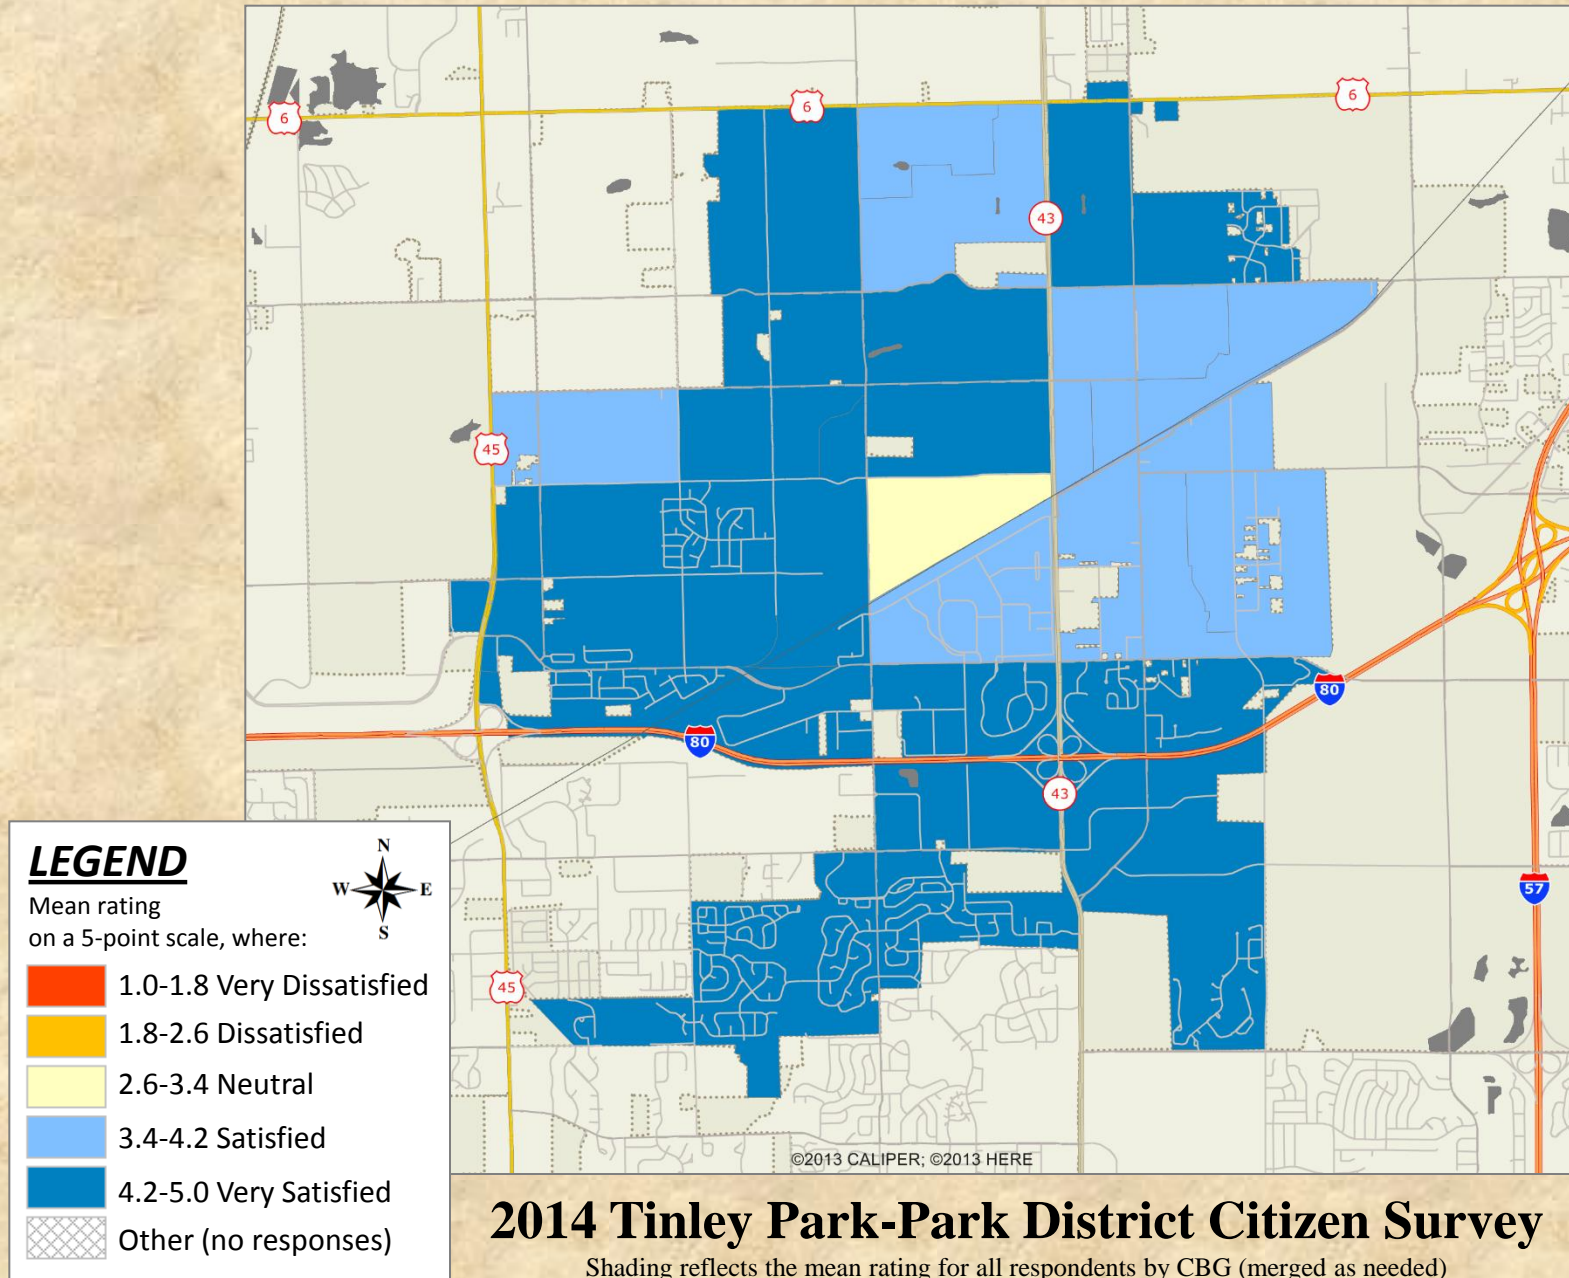 6
6
6
43
45
80
80
43
57
45
LEGEND
Mean rating
on a 5-point scale, where:
N
W
E
S
1.0-1.8 Very Dissatisfied
1.8-2.6 Dissatisfied
2.6-3.4 Neutral
3.4-4.2 Satisfied
4.2-5.0 Very Satisfied
Other (no responses)
©2013 CALIPER; ©2013 HERE
2014 Tinley Park-Park District Citizen Survey
Shading reflects the mean rating for all respondents by CBG (merged as needed)